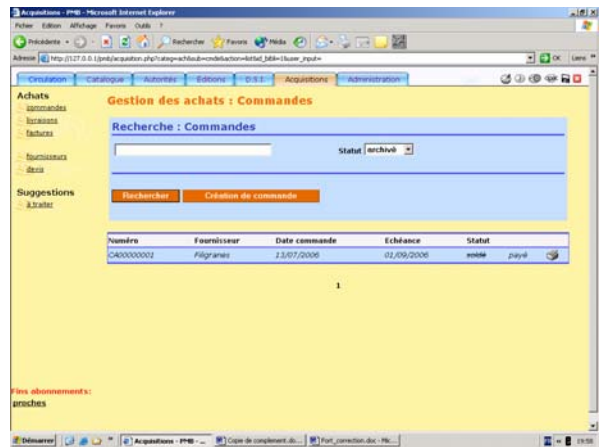 Acquisitions - PMB - Microsoft Internet Explorer
Fichier Edition Affichage Favoris Outils ?
Précédente Rechercher Favoris Média
Adresse http://127.0.0.1/pmb/acquisition.php?categ=ach&sub=cmde&action=list&id_bibli=1&user_input= OK Liens
Circulation Catalogue Autorités Editions D.S.I. Acquisitions Administration
Achats
commandes
livraisons
factures
fournisseurs
devis
Suggestions
à traiter
Gestion des achats : Commandes
Recherche : Commandes
Statut archivé
Rechercher Création de commande
Numéro Fournisseur Date commande Echéance Statut
CA00000001 Filigranes 13/07/2006 01/09/2006 soldé payé
1
Fins abonnements:
proches
Démarrer Acquisitions - PMB - ... Copie de complement.do... Port_correction.doc - Mic... 19:58